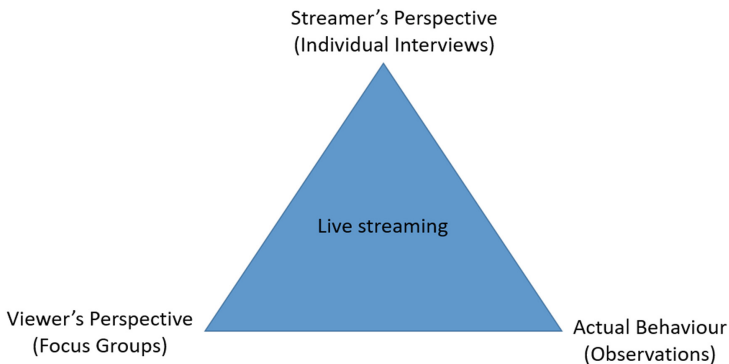 Streamer’s Perspective
(Individual Interviews)
Live streaming
Viewer’s Perspective
(Focus Groups)
Actual Behaviour
(Observations)